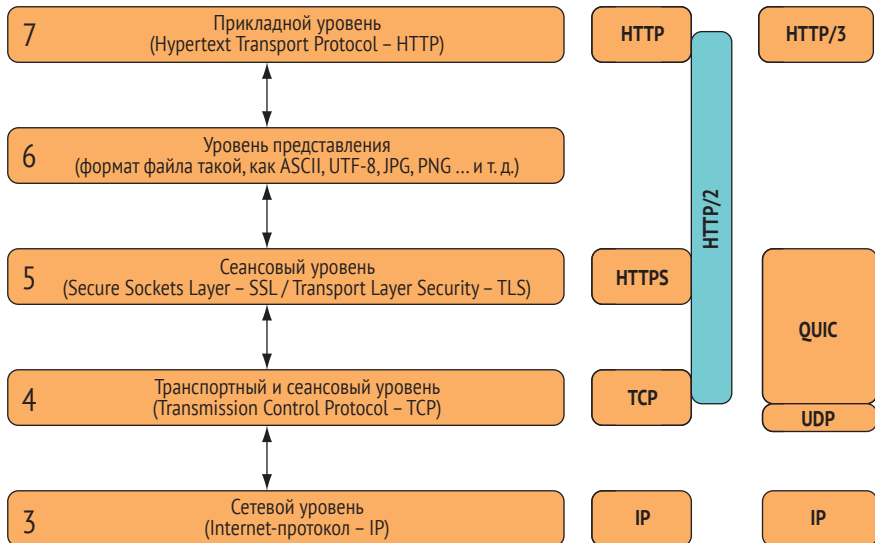 7
Прикладной уровень
(Hypertext Transport Protocol – HTTP)
HTTP
HTTP/3
6
Уровень представления
(формат файла такой, как ASCII, UTF-8, JPG, PNG ... и т. д.)
HTTP/2
5
Сеансовый уровень
(Secure Sockets Layer – SSL / Transport Layer Security – TLS)
HTTPS
QUIC
4
Транспортный и сеансовый уровень
(Transmission Control Protocol – TCP)
TCP
UDP
3
Сетевой уровень
(Internet-протокол – IP)
IP
IP